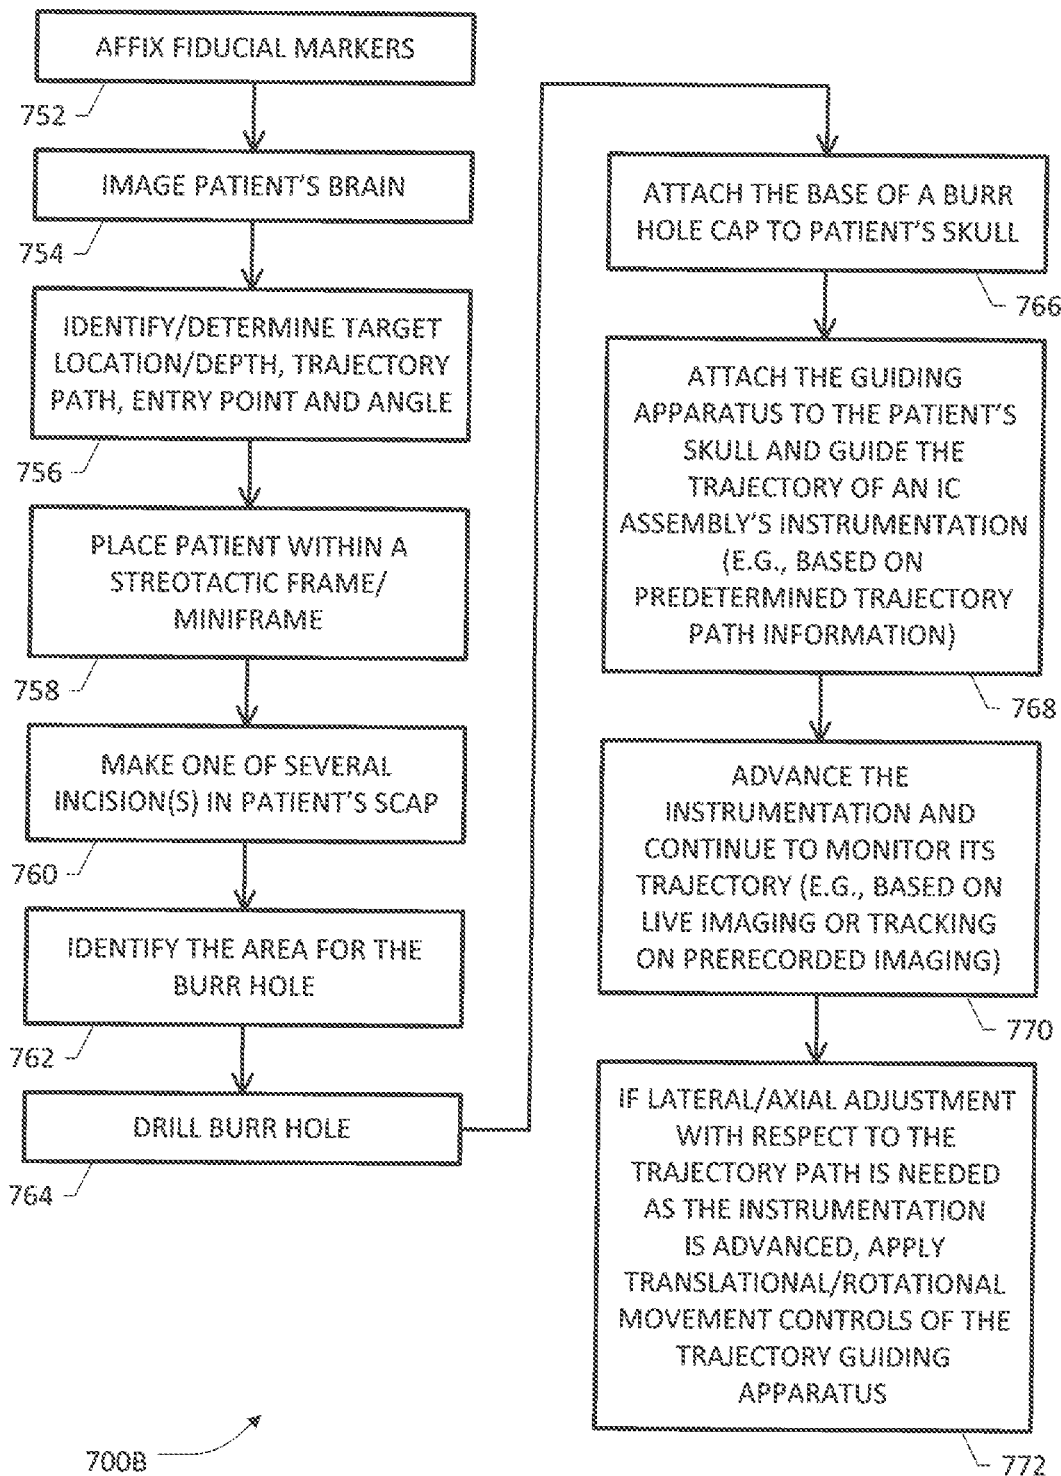 AFFIX FIDUCIAL MARKERS
752
IMAGE PATIENT'S BRAIN
754
IDENTIFY/DETERMINE TARGET
LOCATION/DEPTH, TRAJECTORY
PATH, ENTRY POINT AND ANGLE
756
PLACE PATIENT WITHIN A
STREOTACTIC FRAME/
MINIFRAME
758
MAKE ONE OF SEVERAL
INCISION(S) IN PATIENT'S SCAP
760
IDENTIFY THE AREA FOR THE
BURR HOLE
762
DRILL BURR HOLE
764
ATTACH THE BASE OF A BURR
HOLE CAP TO PATIENT'S SKULL
766
ATTACH THE GUIDING
APPARATUS TO THE PATIENT'S
SKULL AND GUIDE THE
TRAJECTORY OF AN IC
ASSEMBLY'S INSTRUMENTATION
(E.G., BASED ON
PREDETERMINED TRAJECTORY
PATH INFORMATION)
768
ADVANCE THE
INSTRUMENTATION AND
CONTINUE TO MONITOR ITS
TRAJECTORY (E.G., BASED ON
LIVE IMAGING OR TRACKING
ON PRERECORDED IMAGING)
770
IF LATERAL/AXIAL ADJUSTMENT
WITH RESPECT TO THE
TRAJECTORY PATH IS NEEDED
AS THE INSTRUMENTATION
IS ADVANCED, APPLY
TRANSLATIONAL/ROTATIONAL
MOVEMENT CONTROLS OF THE
TRAJECTORY GUIDING
APPARATUS
772
700B